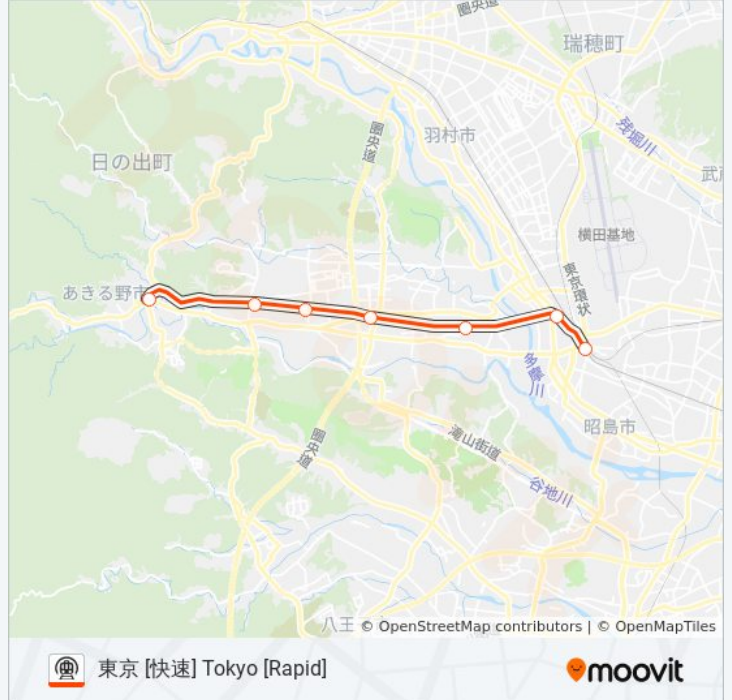 圏央道
瑞穂町
残堀川
圏央道
羽村市
日の出町
武
横田基地
東京環状
あきる野市
多摩川
昭島市
滝山街道
圏央道
谷地川
八王
© OpenStreetMap contributors | © OpenMapTiles
東京 [快速] Tokyo [Rapid]
moovit